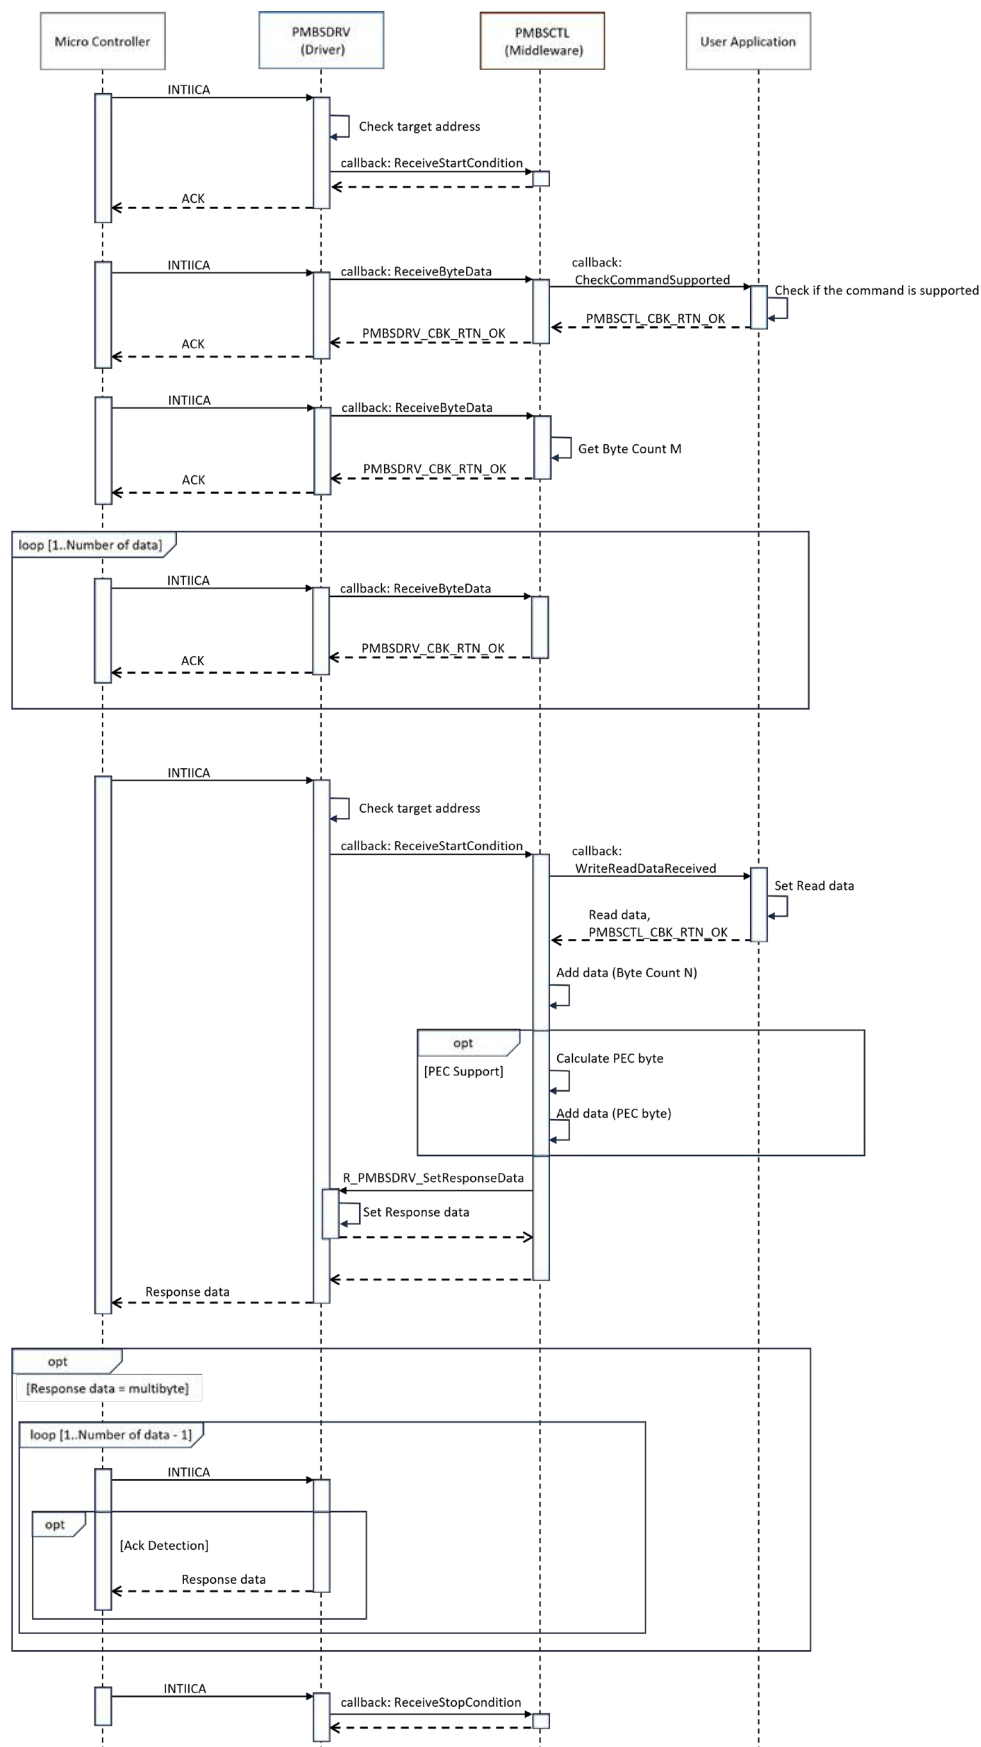 Micro Controller
PMBSDRV
(Driver)
PMBSCTL
(Middleware)
User Application
INTIICA
Check target address
callback: ReceiveStartCondition
ACK
INTIICA
callback: ReceiveByteData
callback:
CheckCommandSupported
Check if the command is supported
PMBSCTL_CBK_RTN_OK
PMBSDRV_CBK_RTN_OK
ACK
INTIICA
callback: ReceiveByteData
Get Byte Count M
PMBSDRV_CBK_RTN_OK
ACK
loop [1..Number of data]
INTIICA
callback: ReceiveByteData
PMBSDRV_CBK_RTN_OK
ACK
INTIICA
Check target address
callback: ReceiveStartCondition
callback:
WriteReadDataReceived
Set Read data
Read data,
PMBSCTL_CBK_RTN_OK
Add data (Byte Count N)
opt
[PEC Support]
Calculate PEC byte
Add data (PEC byte)
R_PMBSDRV_SetResponseData
Set Response data
Response data
opt
[Response data = multibyte]
loop [1..Number of data - 1]
INTIICA
opt
[Ack Detection]
Response data
INTIICA
callback: ReceiveStopCondition